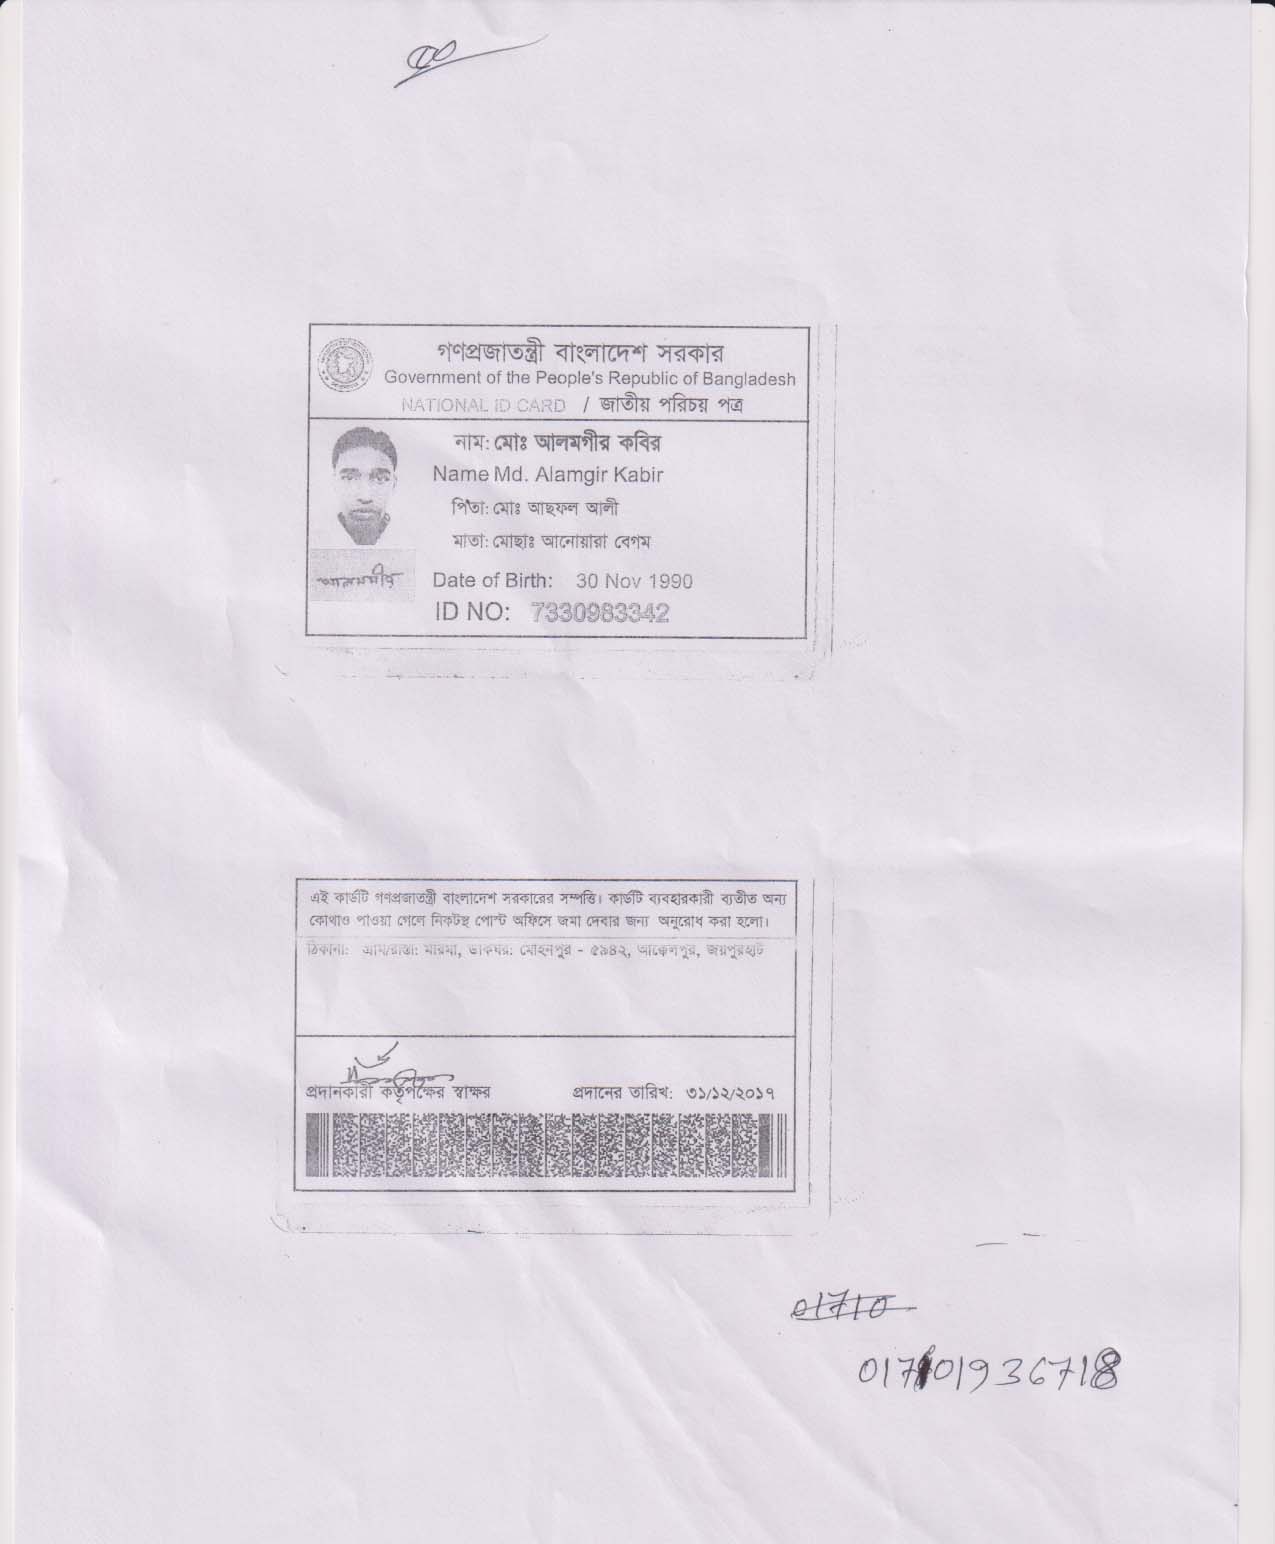 গণপ্রজাতন্ত্রী বাংলাদেশ সরকার
Government of the People's Republic of Bangladesh
NATIONAL ID CARD / জাতীয় পরিচয় পত্র
নাম: মোঃ আলমগীর কবির
Name Md. Alamgir Kabir
পিতা: মোঃ আছফল আলী
মাতা: মোছাঃ আনোয়ারা বেগম
আলমগীর
Date of Birth: 30 Nov 1990
ID NO: 7330983342
এই কার্ডটি গণপ্রজাতন্ত্রী বাংলাদেশ সরকারের সম্পত্তি। কার্ডটি ব্যবহারকারী ব্যতীত অন্য
কোথাও পাওয়া গেলে নিকটস্থ পোস্ট অফিসে জমা দেবার জন্য অনুরোধ করা হলো।
ঠিকানা: গ্রাম/রাস্তা: মারমা, ডাকঘর: মোহনপুর - ৫৯৪২, আক্কেলপুর, জয়পুরহাট
প্রদানকারী কর্তৃপক্ষের স্বাক্ষর প্রদানের তারিখ: ৩১/১২/২০১৭
01710
01701936718